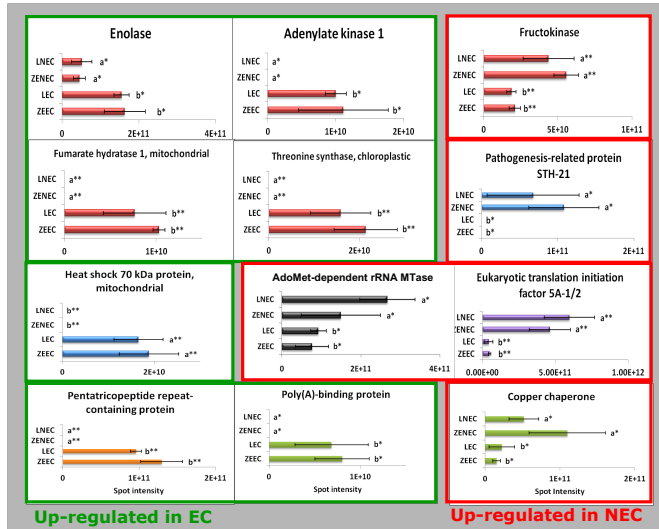 Enolase
LNEC a*
ZENEC a*
LEC b*
ZEEC b*
0 2E+11 4E+11
Adenylate kinase 1
LNEC a*
ZENEC a*
LEC b*
ZEEC b*
0 1E+10 2E+10
Fructokinase
LNEC a**
ZENEC a**
LEC b**
ZEEC b**
0 5E+10 1E+11
Fumarate hydratase 1, mitochondrial
LNEC a**
ZENEC a**
LEC b**
ZEEC b**
0 1E+10
Threonine synthase, chloroplastic
LNEC a**
ZENEC a**
LEC b**
ZEEC b**
0 2E+10
Pathogenesis-related protein
STH-21
LNEC a*
ZENEC a*
LEC b*
ZEEC b*
0 1E+11 2E+11
Heat shock 70 kDa protein,
mitochondrial
LNEC b**
ZENEC b**
LEC a**
ZEEC a**
0 2E+10
AdoMet-dependent rRNA MTase
LNEC a*
ZENEC a*
LEC b*
ZEEC b*
0 2E+11 4E+11
Eukaryotic translation initiation
factor 5A-1/2
LNEC a**
ZENEC a**
LEC b**
ZEEC b**
0.00E+00 5.00E+11 1.00E+12
Pentatricopeptide repeat-
containing protein
LNEC a**
ZENEC a**
LEC b**
ZEEC b**
0 1E+11 2E+11
Spot intensity
Poly(A)-binding protein
LNEC a*
ZENEC a*
LEC b*
ZEEC b*
0 1E+10
Spot intensity
Copper chaperone
LNEC a*
ZENEC a*
LEC b*
ZEEC b*
0 1E+11 2E+11
Spot Intensity
Up-regulated in EC
Up-regulated in NEC